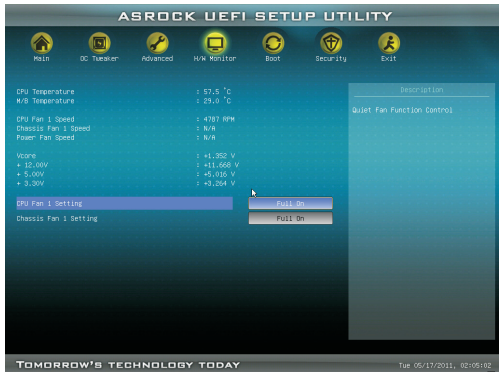 ASROCK UEFI SETUP UTILITY
Main OC Tweaker Advanced H/W Monitor Boot Security Exit
CPU Temperature : 57.5 °C
M/B Temperature : 29.0 °C
CPU Fan 1 Speed : 4787 RPM
Chassis Fan 1 Speed : N/A
Power Fan Speed : N/A
Vcore : +1.352 V
+ 12.00V : +11.668 V
+ 5.00V : +5.016 V
+ 3.30V : +3.264 V
CPU Fan 1 Setting Full On
Chassis Fan 1 Setting Full On
Description
Quiet Fan Function Control
TOMORROW'S TECHNOLOGY TODAY
Tue 05/17/2011, 02:05:02